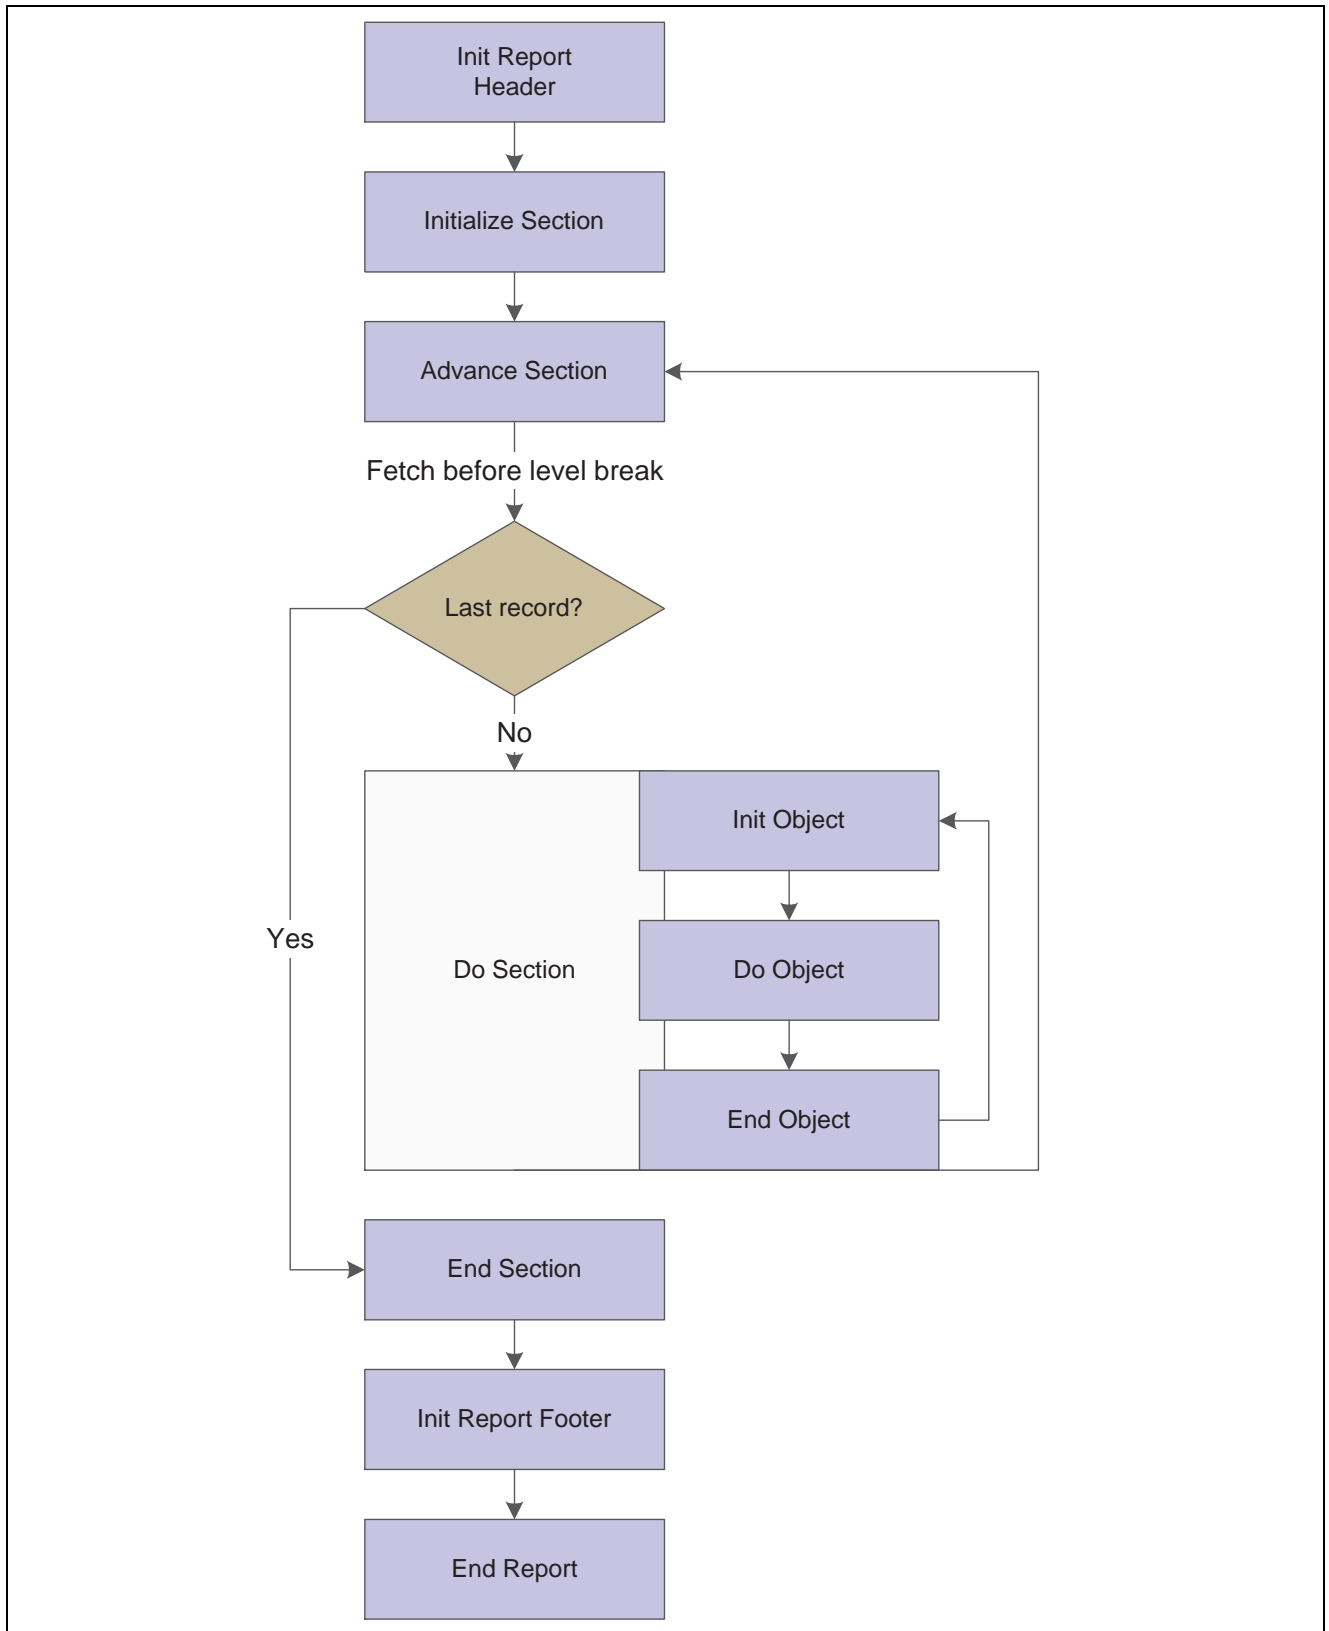 Init Report
Header
Initialize Section
Advance Section
Fetch before level break
Last record?
No
Init Object
Yes
Do Section
Do Object
End Object
End Section
Init Report Footer
End Report